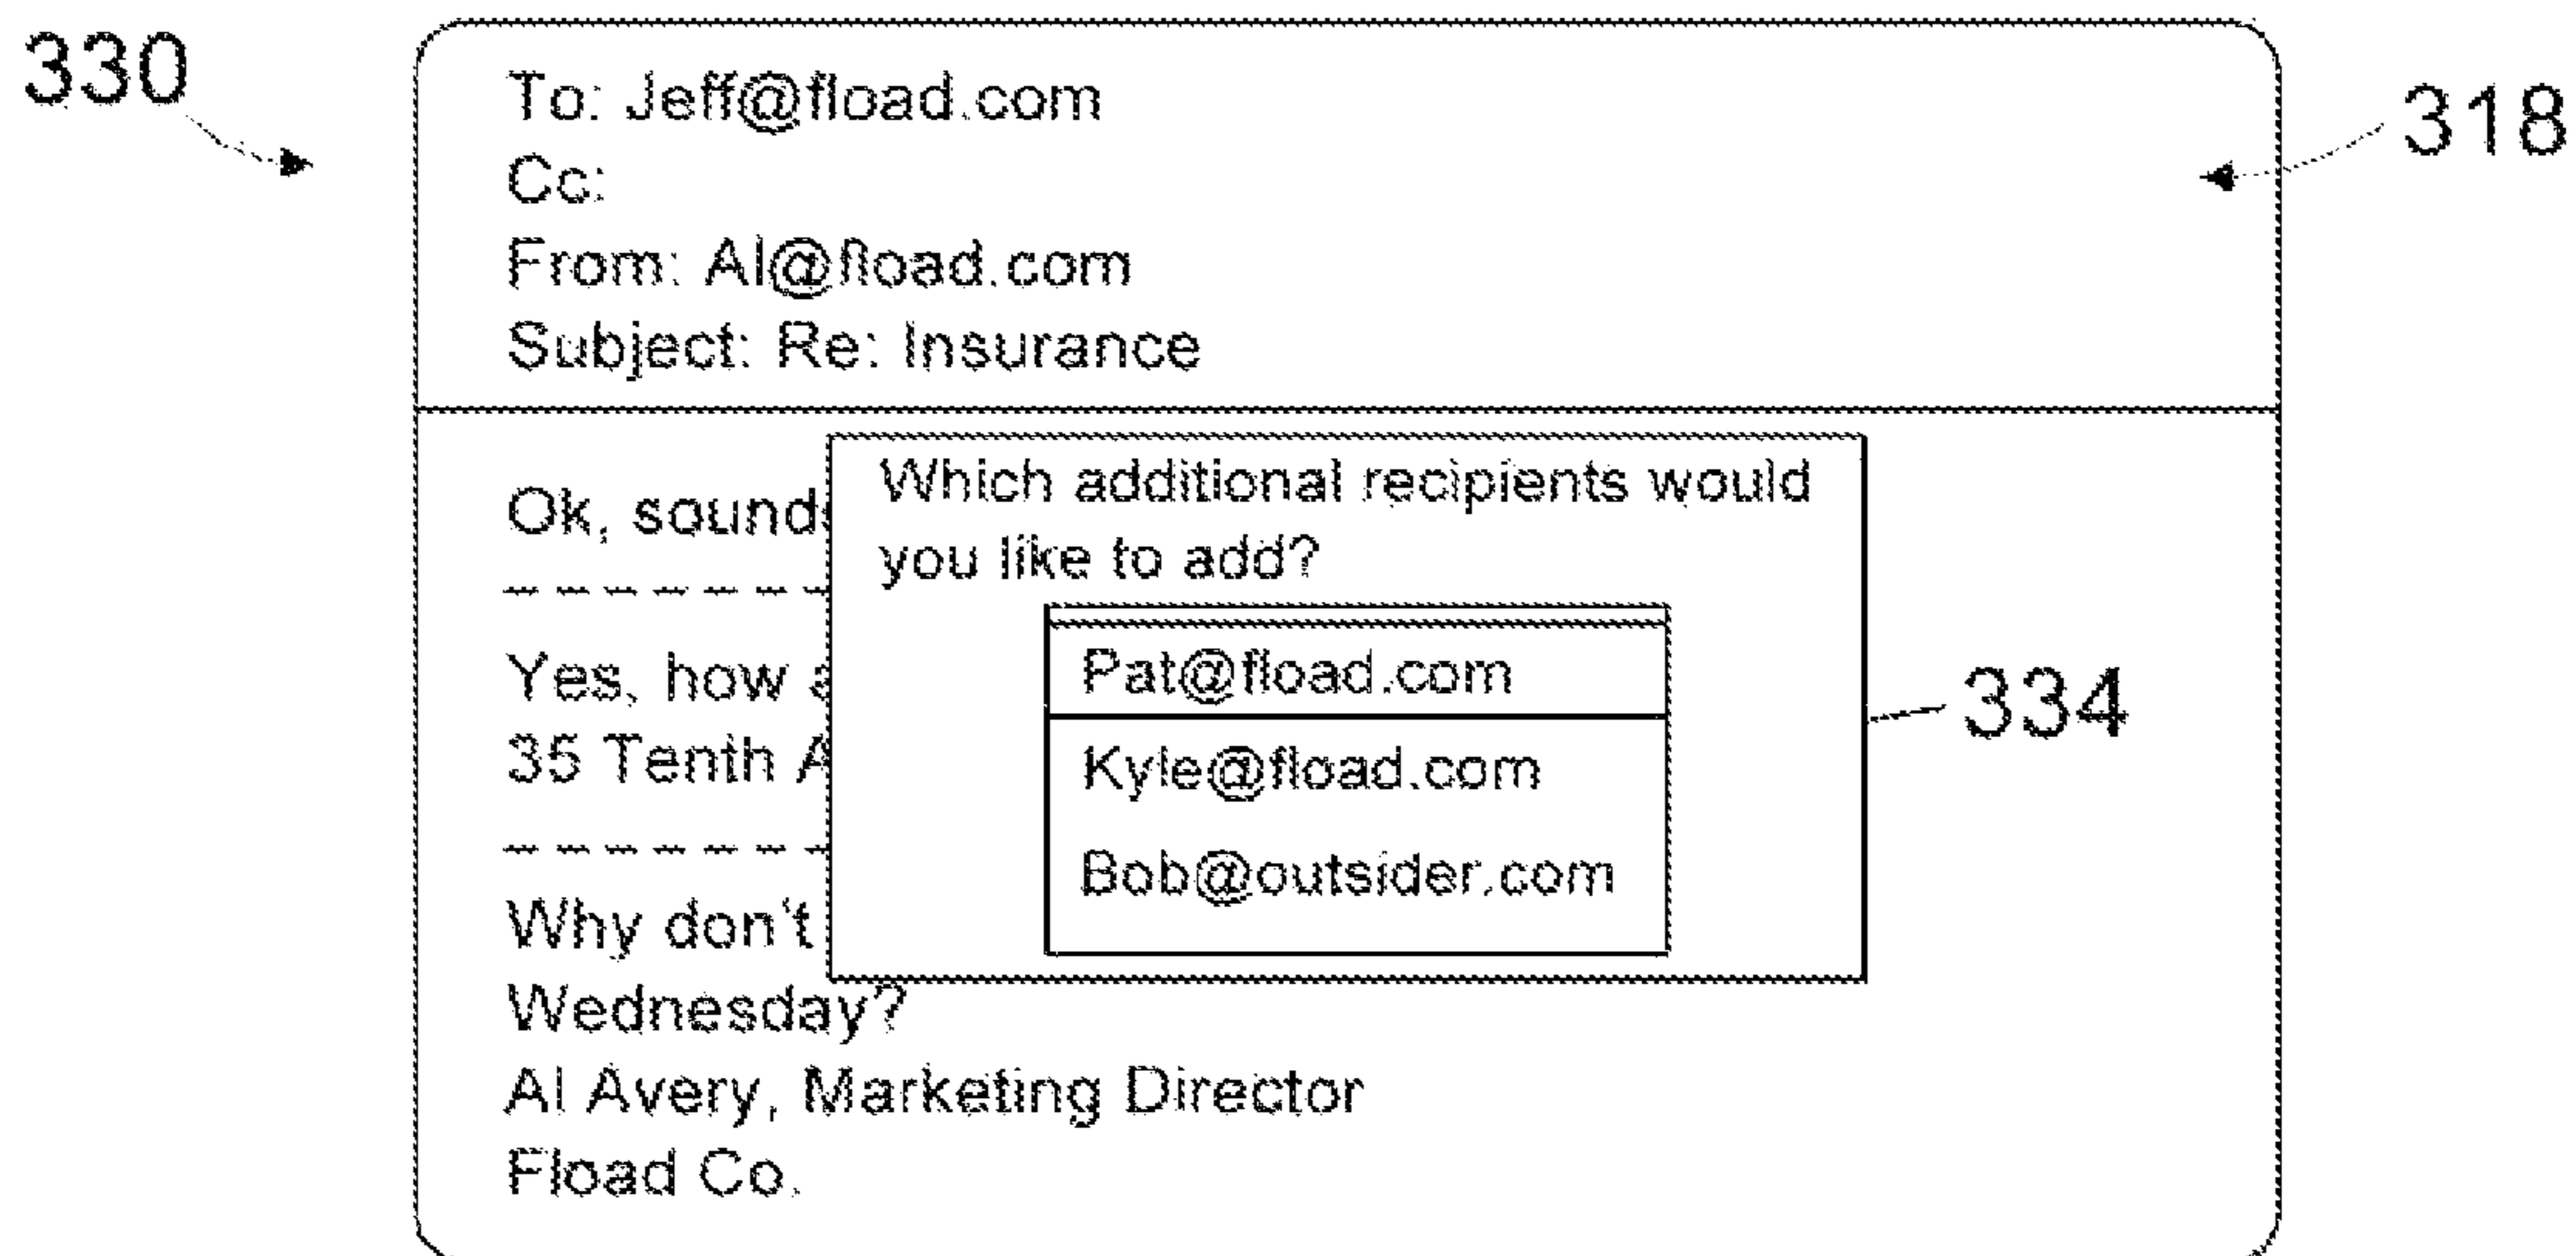 330
318
To: Jeff@fload.com
Cc:
From: Al@fload.com
Subject: Re: Insurance
Which additional recipients would
you like to add?
Pat@fload.com
Kyle@fload.com
Bob@outsider.com
334
Ok,
Yes, how
35 Tenth
Why don't
Wednesday?
Al Avery, Marketing Director
Fload Co.